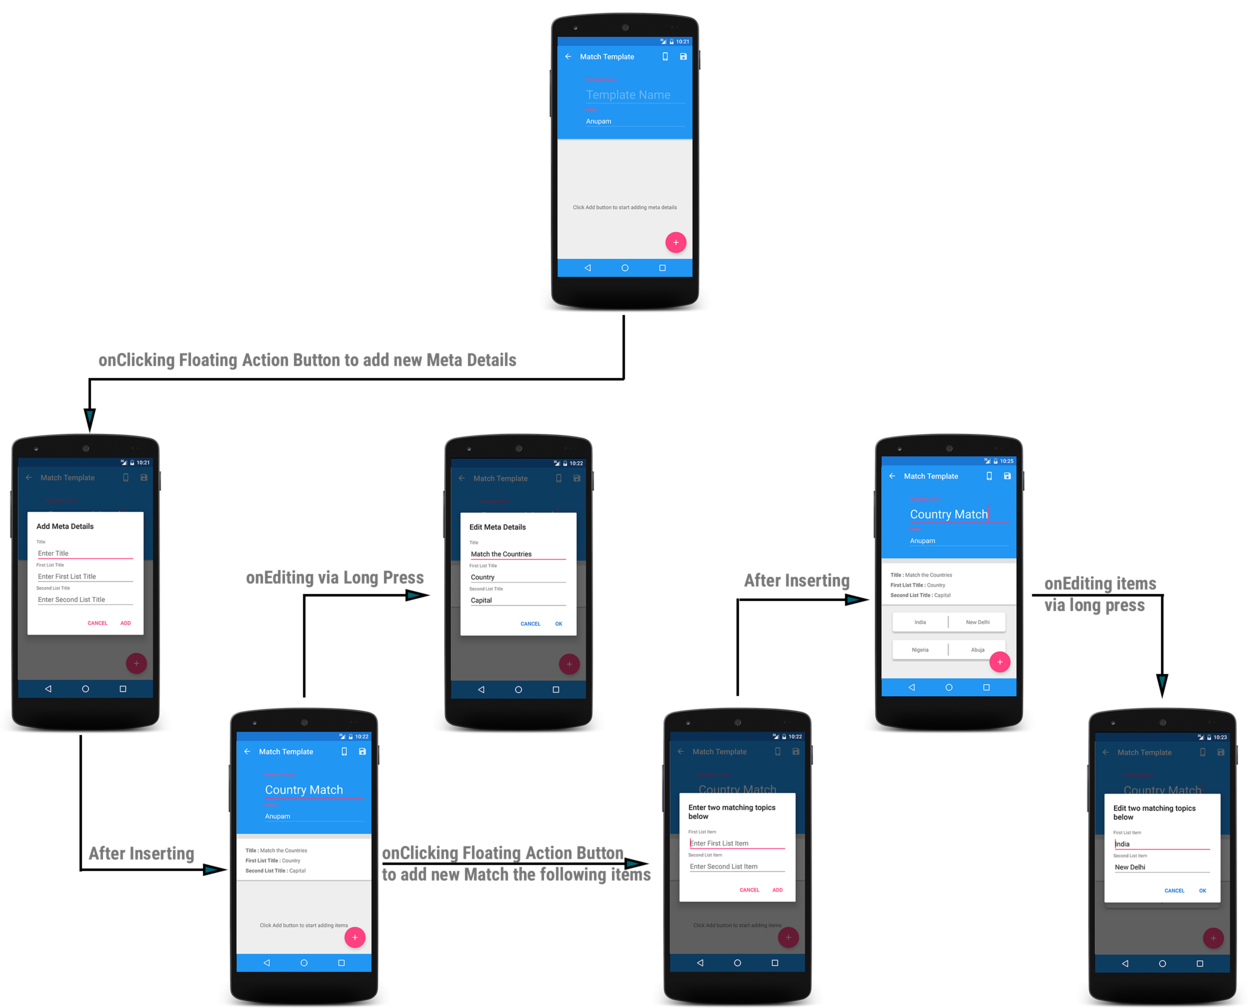 10:21
Match Template
Template Name
Anupam
Click Add button to start adding meta details
onClicking Floating Action Button to add new Meta Details
10:21
Match Template
Add Meta Details
Title
Enter Title
First List Title
Enter First List Title
Second List Title
Enter Second List Title
CANCEL ADD
10:22
Match Template
Edit Meta Details
Title
Match the Countries
First List Title
Country
Second List Title
Capital
CANCEL OK
onEditing via Long Press
10:25
Match Template
Country Match
Anupam
Title : Match the Countries
First List Title : Country
Second List Title : Capital
India New Delhi
Nigeria Abuja
After Inserting
onEditing items
via long press
After Inserting
10:22
Match Template
Country Match
Anupam
Title : Match the Countries
First List Title : Country
Second List Title : Capital
Click Add button to start adding items
onClicking Floating Action Button
to add new Match the following items
10:22
Match Template
Country Match
Enter two matching topics
below
First List Item
Enter First List Item
Second List Item
Enter Second List Item
CANCEL ADD
Click Add button to start adding items
10:23
Match Template
Country Match
Edit two matching topics
below
First List Item
India
Second List Item
New Delhi
CANCEL OK